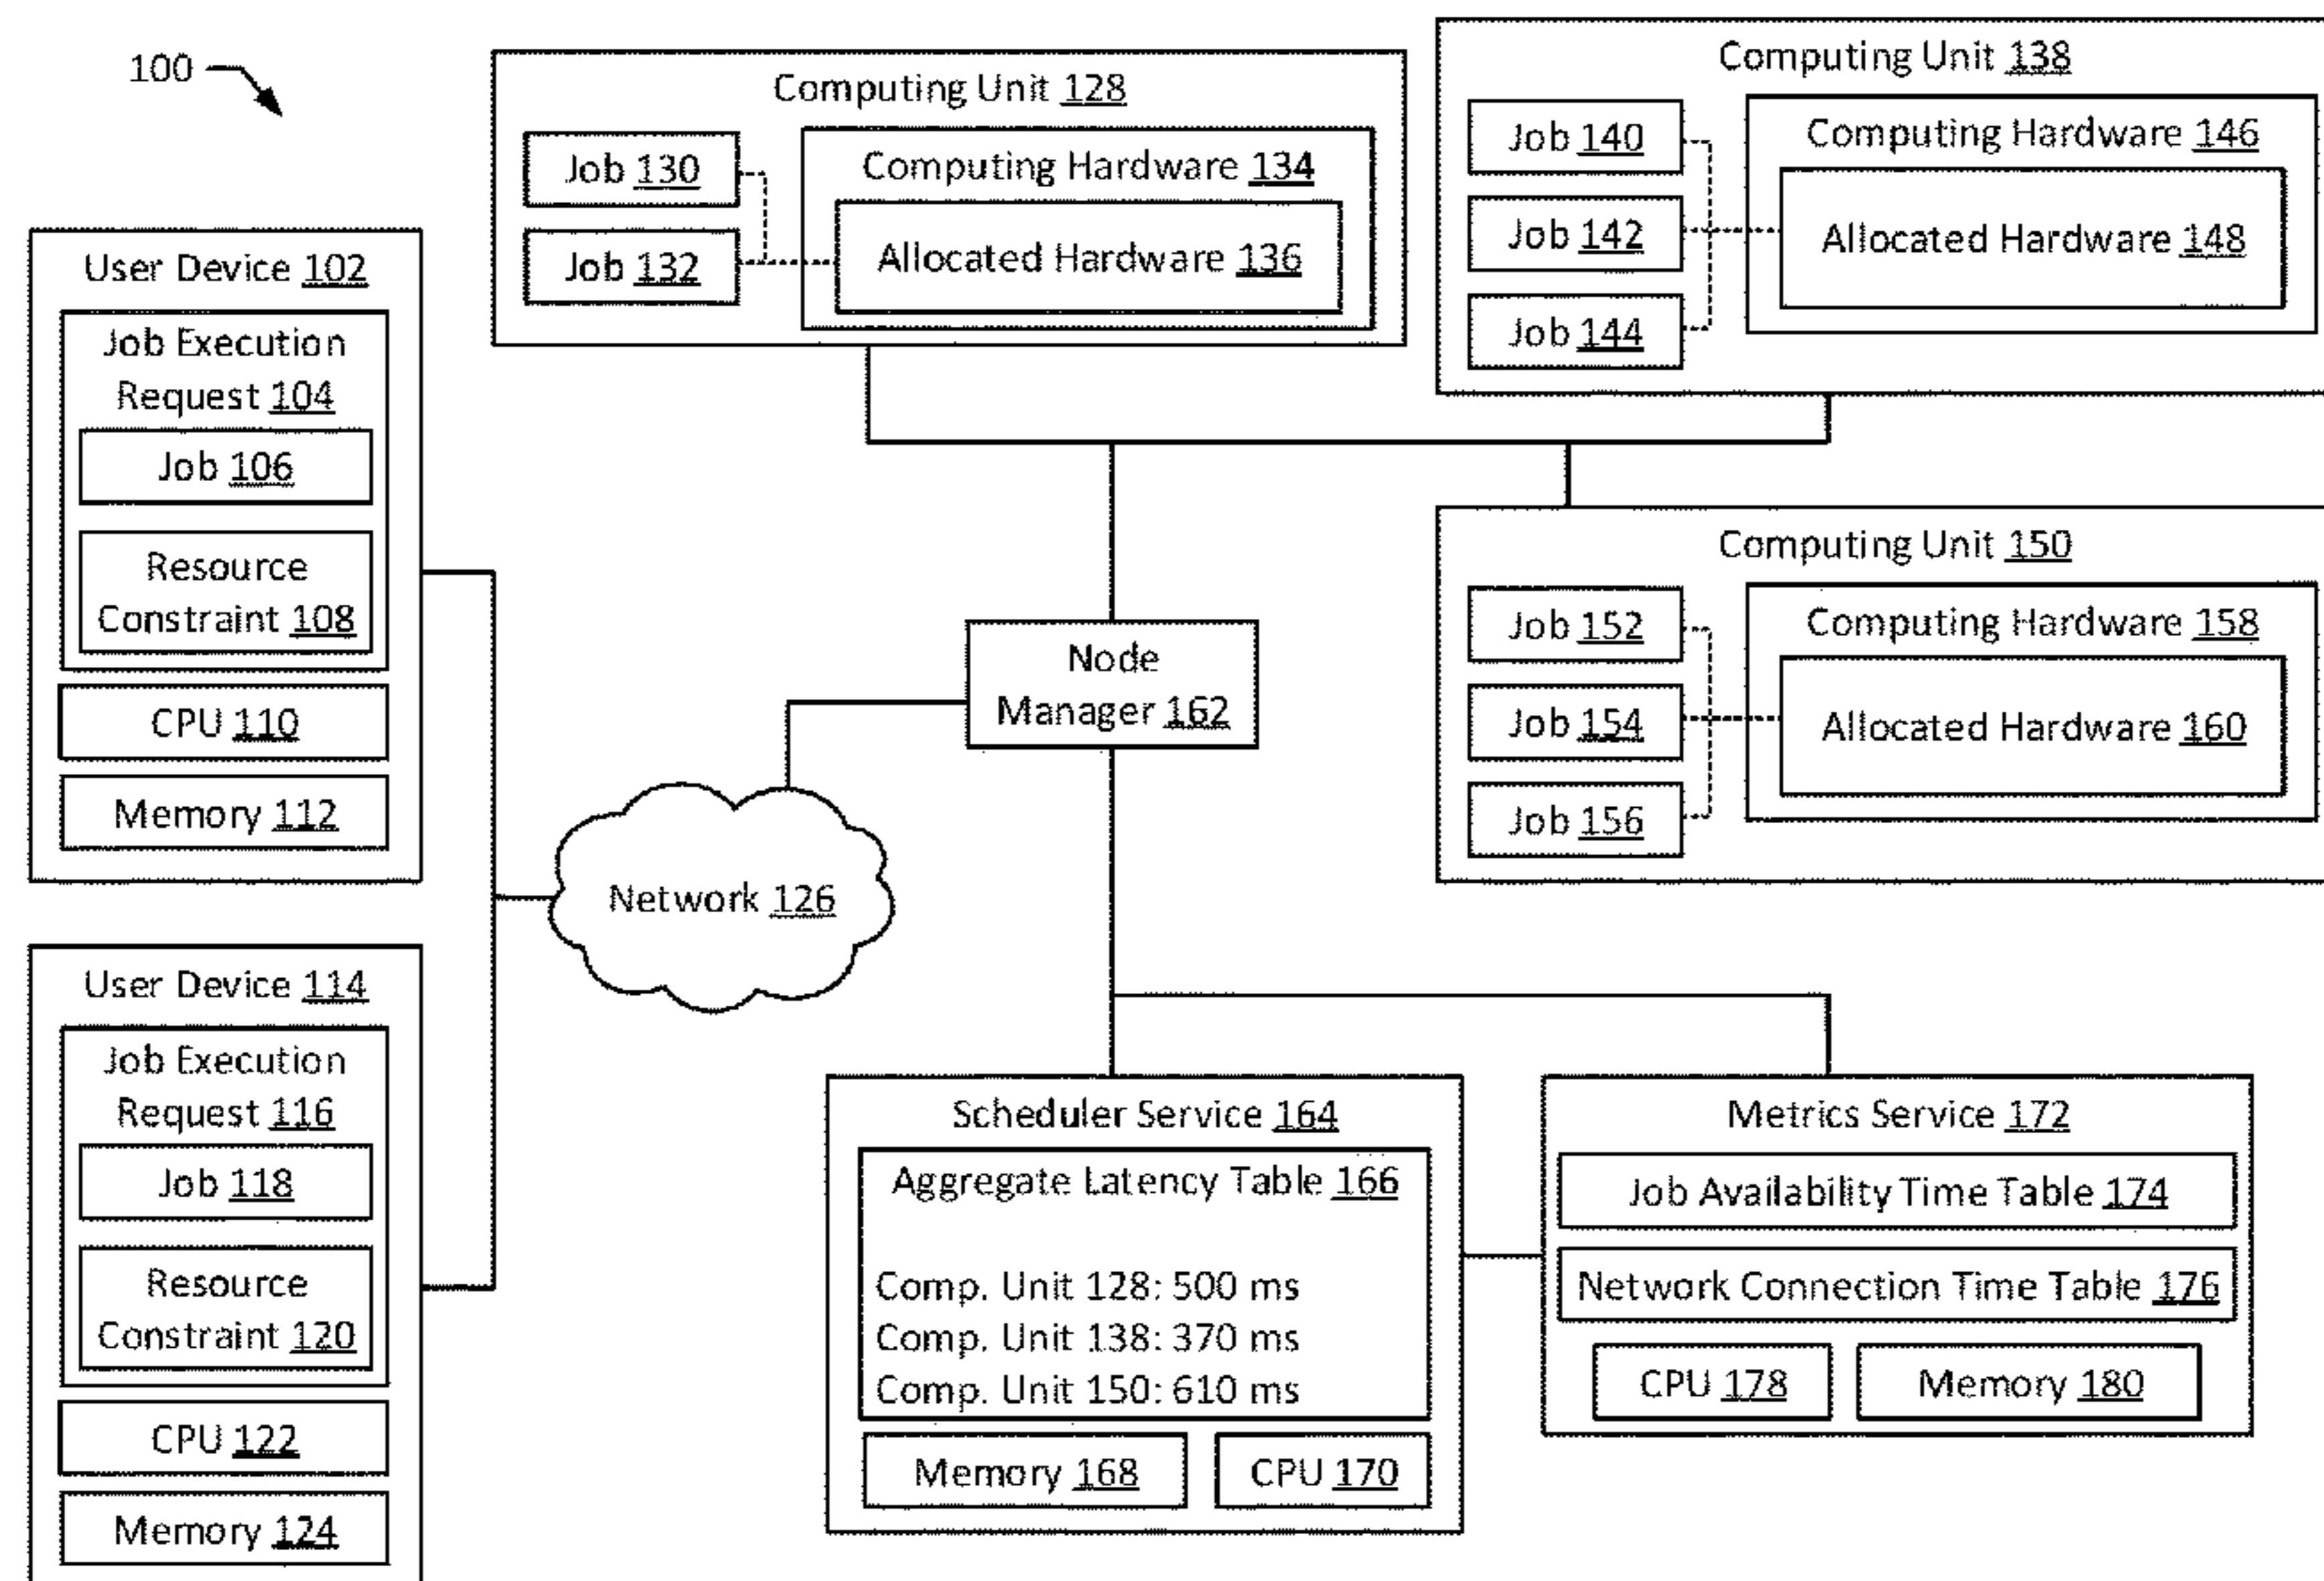 100
Computing Unit 128
Job 130
Job 132
Computing Hardware 134
Allocated Hardware 136
Computing Unit 138
Job 140
Job 142
Job 144
Computing Hardware 146
Allocated Hardware 148
User Device 102
Job Execution
Request 104
Job 106
Resource
Constraint 108
CPU 110
Memory 112
Computing Unit 150
Job 152
Job 154
Job 156
Computing Hardware 158
Allocated Hardware 160
Node
Manager 162
Network 126
User Device 114
Job Execution
Request 116
Job 118
Resource
Constraint 120
CPU 122
Memory 124
Scheduler Service 164
Aggregate Latency Table 166
Comp. Unit 128: 500 ms
Comp. Unit 138: 370 ms
Comp. Unit 150: 610 ms
Memory 168
CPU 170
Metrics Service 172
Job Availability Time Table 174
Network Connection Time Table 176
CPU 178
Memory 180